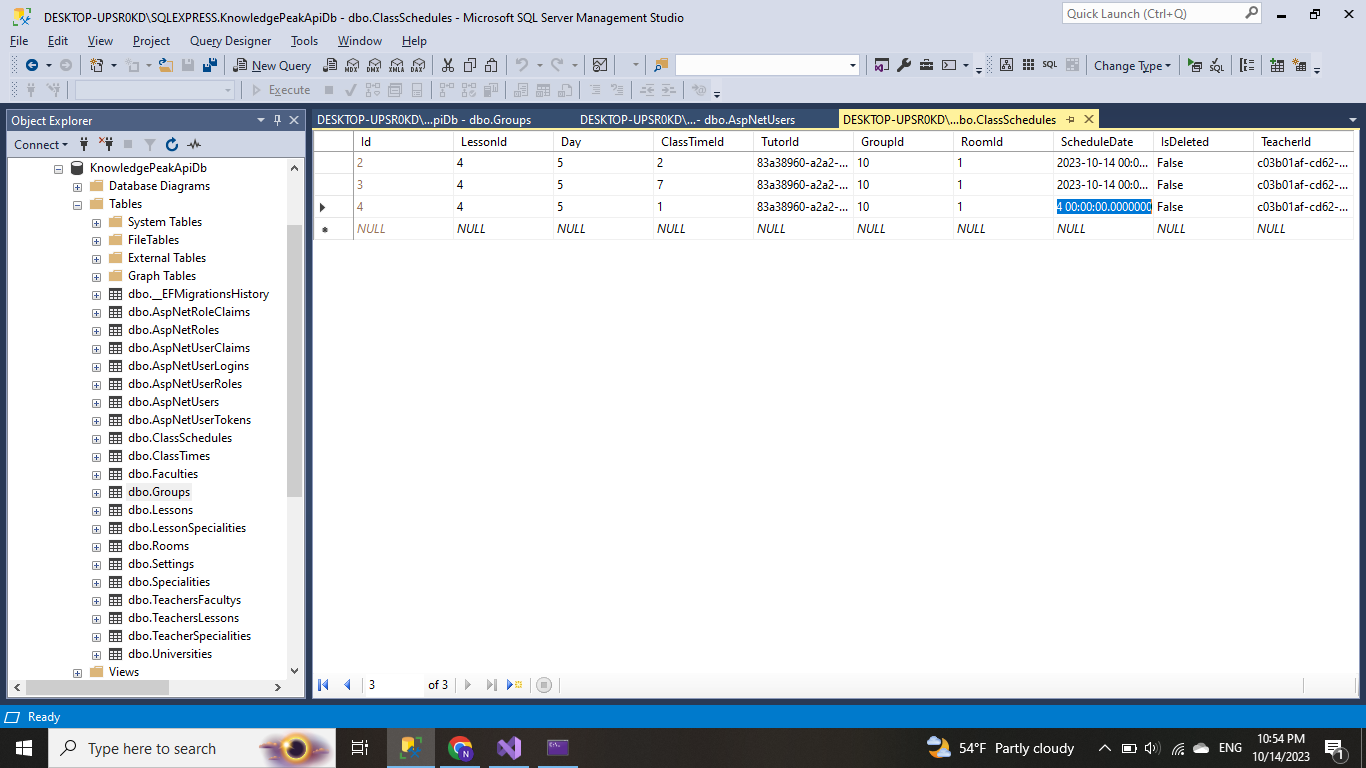 DESKTOP-UPSR0KD\SQLEXPRESS.KnowledgePeakApiDb - dbo.ClassSchedules - Microsoft SQL Server Management Studio
Quick Launch (Ctrl+Q)
File Edit View Project Query Designer Tools Window Help
New Query MDX DMX XMLA DAX SQL Change Type SQL
Execute
Object Explorer
Connect
KnowledgePeakApiDb
Database Diagrams
Tables
System Tables
FileTables
External Tables
Graph Tables
dbo.__EFMigrationsHistory
dbo.AspNetRoleClaims
dbo.AspNetRoles
dbo.AspNetUserClaims
dbo.AspNetUserLogins
dbo.AspNetUserRoles
dbo.AspNetUsers
dbo.AspNetUserTokens
dbo.ClassSchedules
dbo.ClassTimes
dbo.Faculties
dbo.Groups
dbo.Lessons
dbo.LessonSpecialities
dbo.Rooms
dbo.Settings
dbo.Specialities
dbo.TeachersFacultys
dbo.TeachersLessons
dbo.TeacherSpecialities
dbo.Universities
Views
DESKTOP-UPSR0KD\...piDb - dbo.Groups DESKTOP-UPSR0KD\...- dbo.AspNetUsers DESKTOP-UPSR0KD\...bo.ClassSchedules
Id LessonId Day ClassTimeId TutorId GroupId RoomId ScheduleDate IsDeleted TeacherId
2 4 5 2 83a38960-a2a2-... 10 1 2023-10-14 00:0... False c03b01af-cd62-...
3 4 5 7 83a38960-a2a2-... 10 1 2023-10-14 00:0... False c03b01af-cd62-...
4 4 5 1 83a38960-a2a2-... 10 1 4 00:00:00.0000000 False c03b01af-cd62-...
NULL NULL NULL NULL NULL NULL NULL NULL NULL NULL
3 of 3
Ready
Type here to search
54°F Partly cloudy
ENG
10:54 PM
10/14/2023
1